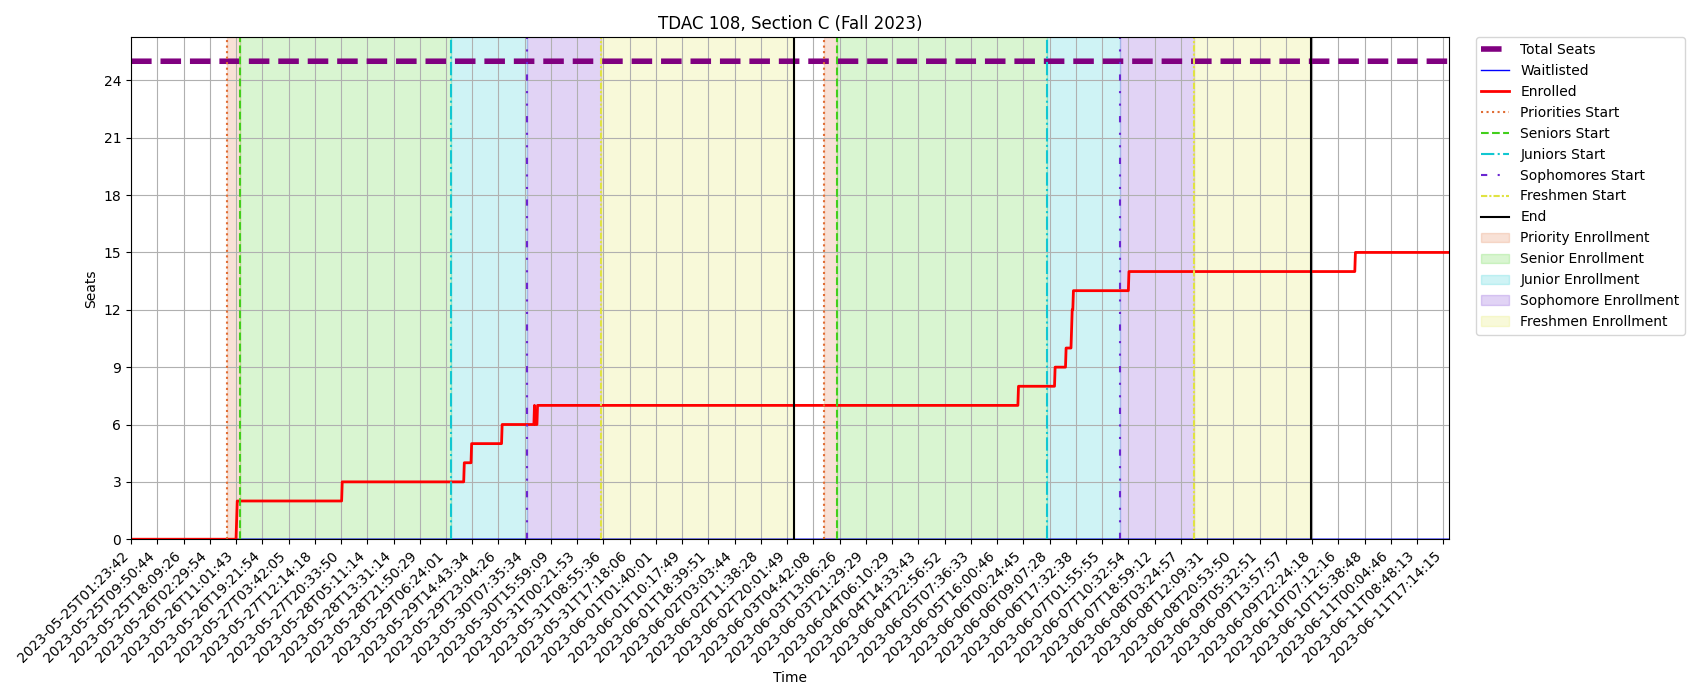 TDAC 108, Section C (Fall 2023)
Seats
24
21
18
15
12
9
6
3
0
2023-05-25T01:23:42
2023-05-25T09:50:44
2023-05-25T18:09:26
2023-05-26T02:29:54
2023-05-26T11:01:43
2023-05-26T19:21:54
2023-05-27T03:42:05
2023-05-27T12:14:18
2023-05-27T20:33:50
2023-05-28T05:11:14
2023-05-28T13:31:14
2023-05-28T21:50:29
2023-05-29T06:24:01
2023-05-29T14:43:34
2023-05-29T23:04:26
2023-05-30T07:35:34
2023-05-30T15:59:09
2023-05-31T00:21:53
2023-05-31T08:55:36
2023-05-31T17:18:06
2023-06-01T01:40:01
2023-06-01T10:17:49
2023-06-01T18:39:51
2023-06-02T03:03:44
2023-06-02T11:38:28
2023-06-02T20:01:49
2023-06-03T04:42:08
2023-06-03T13:06:26
2023-06-03T21:29:29
2023-06-04T06:10:29
2023-06-04T14:33:43
2023-06-04T22:56:52
2023-06-05T07:36:33
2023-06-05T16:00:46
2023-06-06T00:24:45
2023-06-06T09:07:28
2023-06-06T17:32:38
2023-06-07T01:55:55
2023-06-07T10:32:54
2023-06-07T18:59:12
2023-06-08T03:24:57
2023-06-08T12:09:31
2023-06-08T20:53:50
2023-06-09T05:32:51
2023-06-09T13:57:57
2023-06-09T22:24:18
2023-06-10T07:12:16
2023-06-10T15:38:48
2023-06-11T00:04:46
2023-06-11T08:48:13
2023-06-11T17:14:15
Time
Total Seats
Waitlisted
Enrolled
Priorities Start
Seniors Start
Juniors Start
Sophomores Start
Freshmen Start
End
Priority Enrollment
Senior Enrollment
Junior Enrollment
Sophomore Enrollment
Freshmen Enrollment